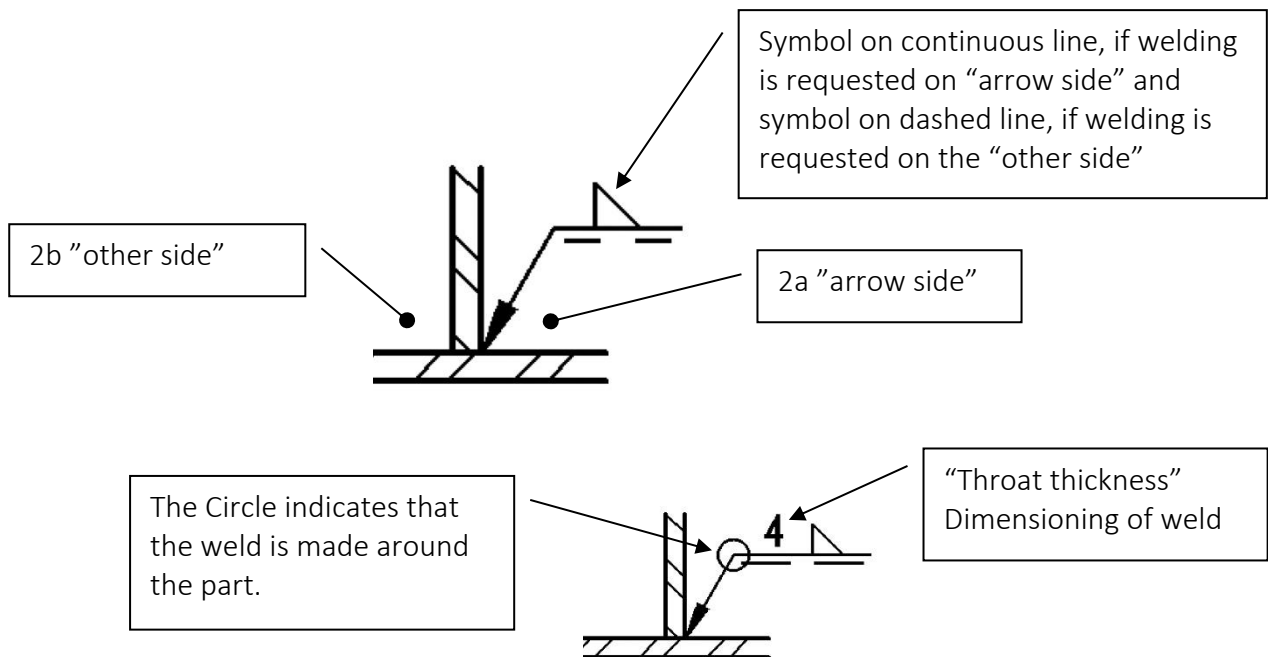 Symbol on continuous line, if welding
is requested on “arrow side” and
symbol on dashed line, if welding is
requested on the “other side”
2b ”other side”
2a ”arrow side”
The Circle indicates that
the weld is made around
the part.
4
“Throat thickness”
Dimensioning of weld